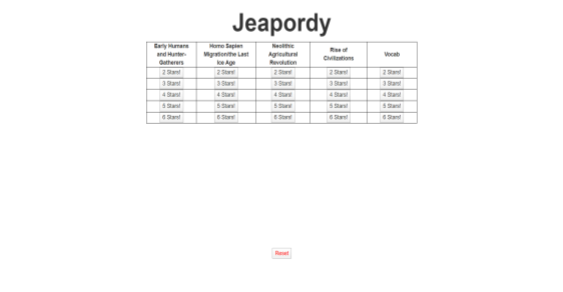 Jeapordy
Early Humans and Hunter-Gatherers
Homo Sapien Migration/the Last Ice Age
Neolithic Agricultural Revolution
Rise of Civilizations
Vocab
2 Stars! 2 Stars! 2 Stars! 2 Stars! 2 Stars!
3 Stars! 3 Stars! 3 Stars! 3 Stars! 3 Stars!
4 Stars! 4 Stars! 4 Stars! 4 Stars! 4 Stars!
5 Stars! 5 Stars! 5 Stars! 5 Stars! 5 Stars!
6 Stars! 6 Stars! 6 Stars! 6 Stars! 6 Stars!
Reset